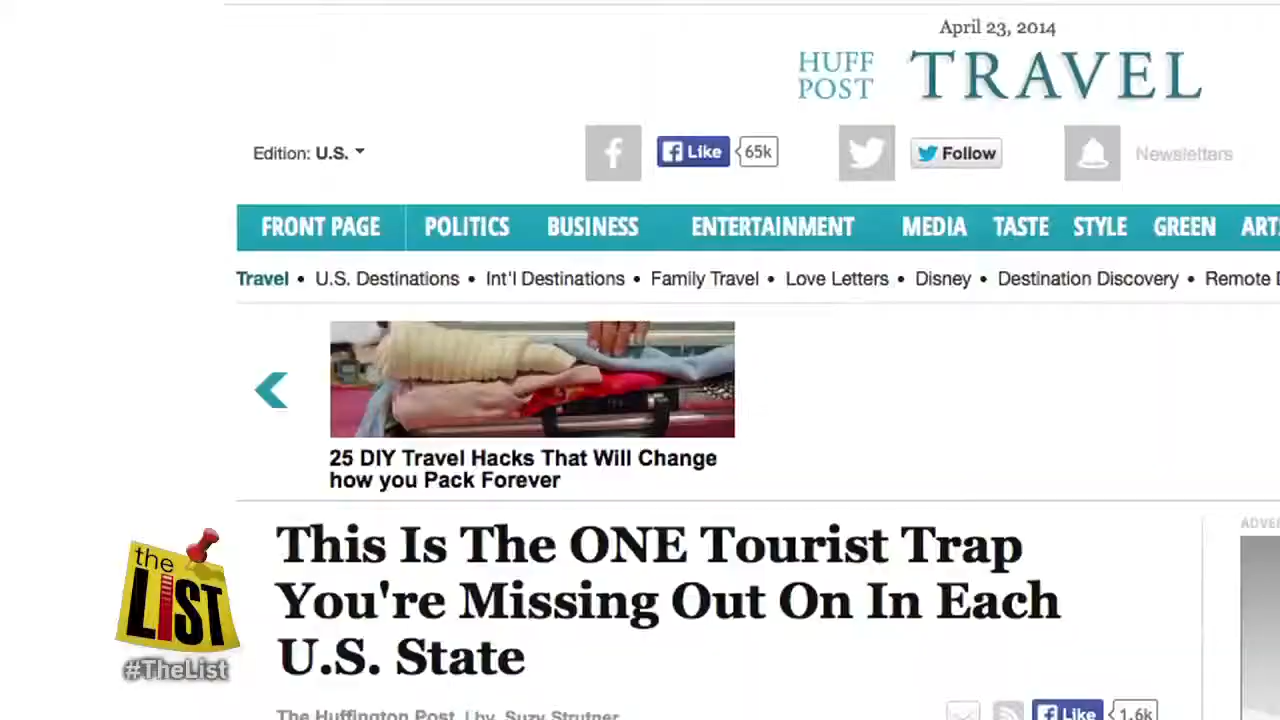 April 23, 2014
HUFF POST TRAVEL
Edition: U.S.
Like 65k
Follow
Newsletters
FRONT PAGE POLITICS BUSINESS ENTERTAINMENT MEDIA TASTE STYLE GREEN
Travel • U.S. Destinations • Int'l Destinations • Family Travel • Love Letters • Disney • Destination Discovery • Remote
25 DIY Travel Hacks That Will Change
how you Pack Forever
This Is The ONE Tourist Trap
You're Missing Out On In Each
U.S. State
The Huffington Post | by Suzy Strutner
Like 1.6k
the LIST
#TheList